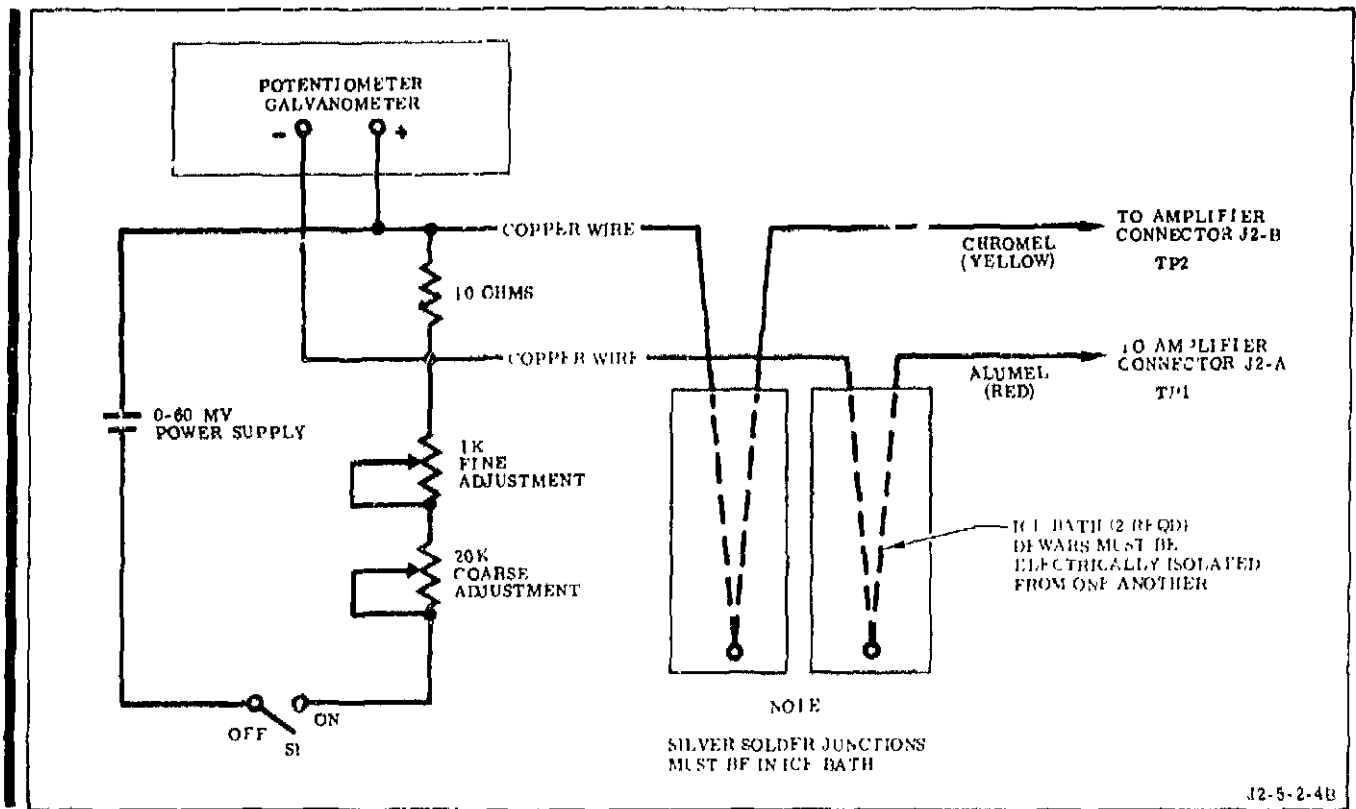 POTENTIOMETER
GALVANOMETER
- +
COPPER WIRE
CHROMEL
(YELLOW)
TO AMPLIFIER
CONNECTOR J2-B
TP2
10 OHMS
COPPER WIRE
ALUMEL
(RED)
TO AMPLIFIER
CONNECTOR J2-A
TP1
0-60 MV
POWER SUPPLY
1K
FINE
ADJUSTMENT
20K
COARSE
ADJUSTMENT
ICE BATH (2 REQD)
DEWARS MUST BE
ELECTRICALLY ISOLATED
FROM ONE ANOTHER
OFF
S1
ON
NOTE
SILVER SOLDER JUNCTIONS
MUST BE IN ICE BATH
J2-5-2-4B